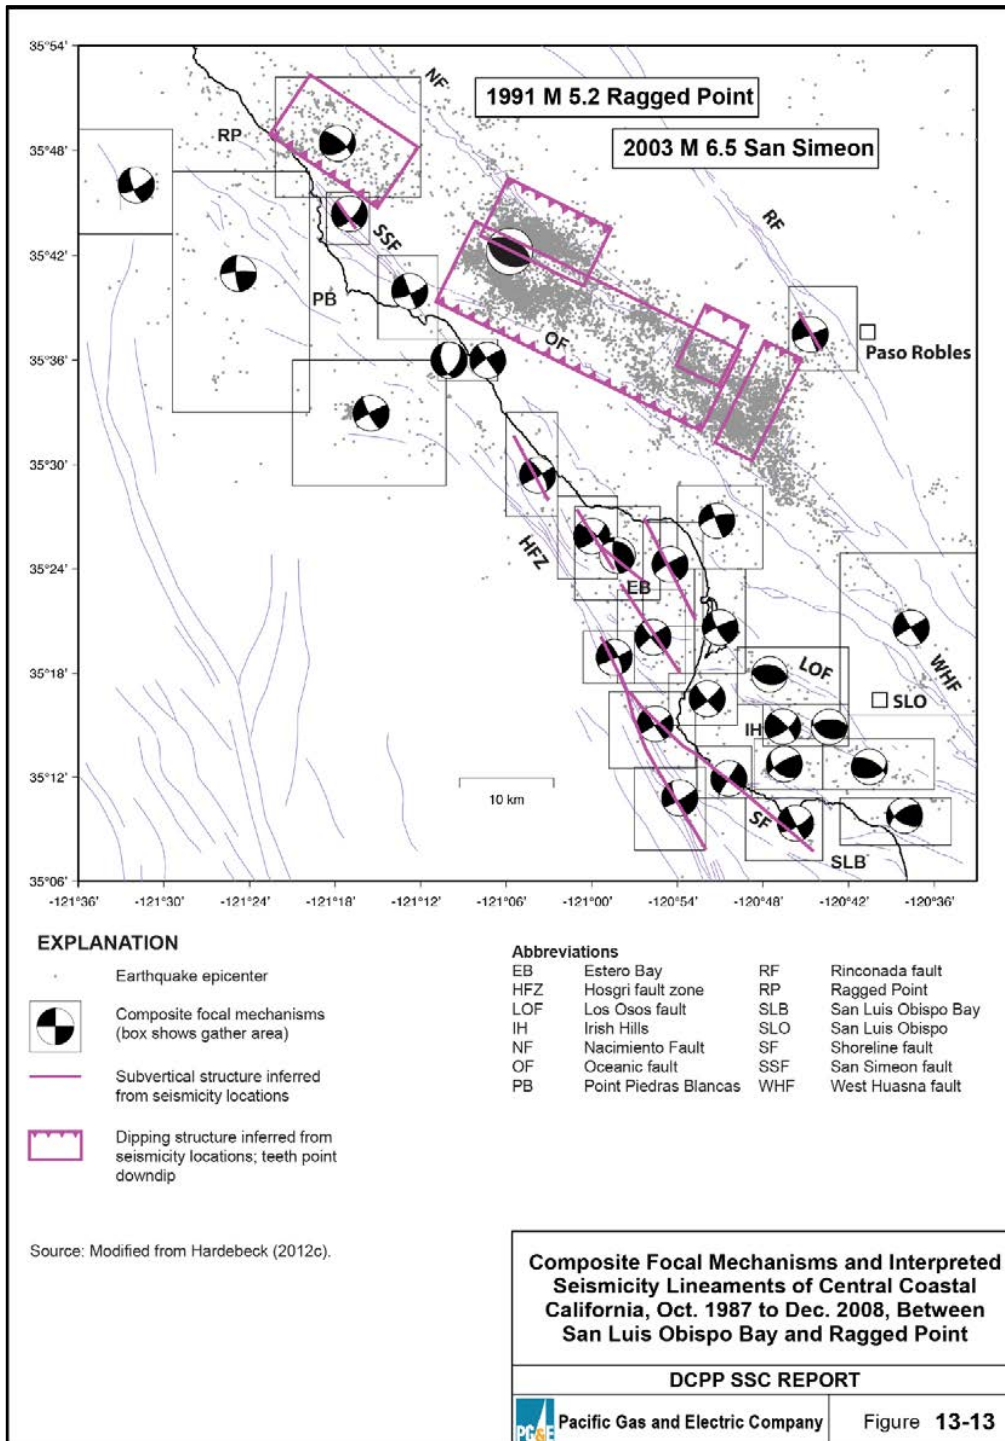 35°54'
35°48'
35°42'
35°36'
35°30'
35°24'
35°18'
35°12'
35°06'
1991 M 5.2 Ragged Point
2003 M 6.5 San Simeon
NF
RP
RF
SSF
PB
OF
Paso Robles
HFZ
EB
LOF
WHF
SLO
IH
10 km
SF
SLB
-121°36' -121°30' -121°24' -121°18' -121°12' -121°06' -121°00' -120°54' -120°48' -120°42' -120°36'
EXPLANATION
Earthquake epicenter
Composite focal mechanisms
(box shows gather area)
Subvertical structure inferred
from seismicity locations
Dipping structure inferred from
seismicity locations; teeth point
downdip
Abbreviations
EB Estero Bay RF Rinconada fault
HFZ Hosgri fault zone RP Ragged Point
LOF Los Osos fault SLB San Luis Obispo Bay
IH Irish Hills SLO San Luis Obispo
NF Nacimiento Fault SF Shoreline fault
OF Oceanic fault SSF San Simeon fault
PB Point Piedras Blancas WHF West Huasna fault
Source: Modified from Hardebeck (2012c).
Composite Focal Mechanisms and Interpreted
Seismicity Lineaments of Central Coastal
California, Oct. 1987 to Dec. 2008, Between
San Luis Obispo Bay and Ragged Point
DCPP SSC REPORT
PG&E Pacific Gas and Electric Company Figure 13-13